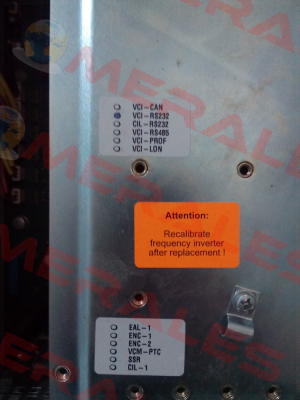 VCI-CAN
VCI-RS232
CIL-RS232
VCI-RS485
VCI-PROF
VCI-LON
Attention:
Recalibrate
frequency inverter
after replacement !
EAL-1
ENC-1
ENC-2
VCM-PTC
SSR
CIL-1
MERALES